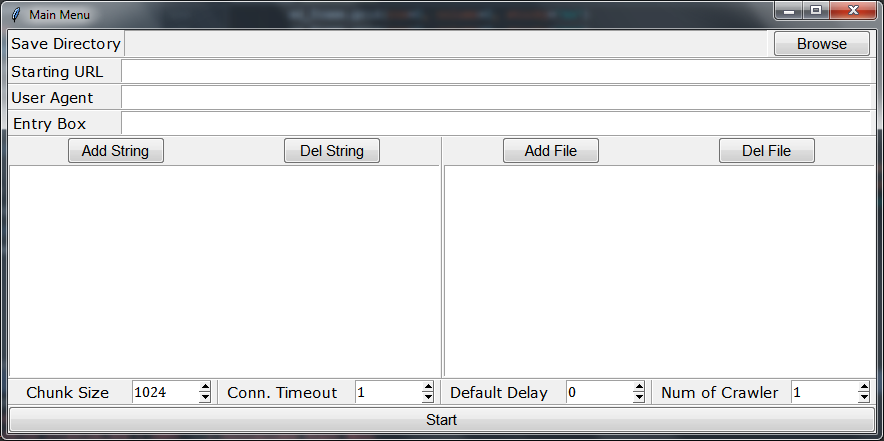 Main Menu
Save Directory Browse
Starting URL
User Agent
Entry Box
Add String Del String Add File Del File
Chunk Size 1024 Conn. Timeout 1 Default Delay 0 Num of Crawler 1
Start